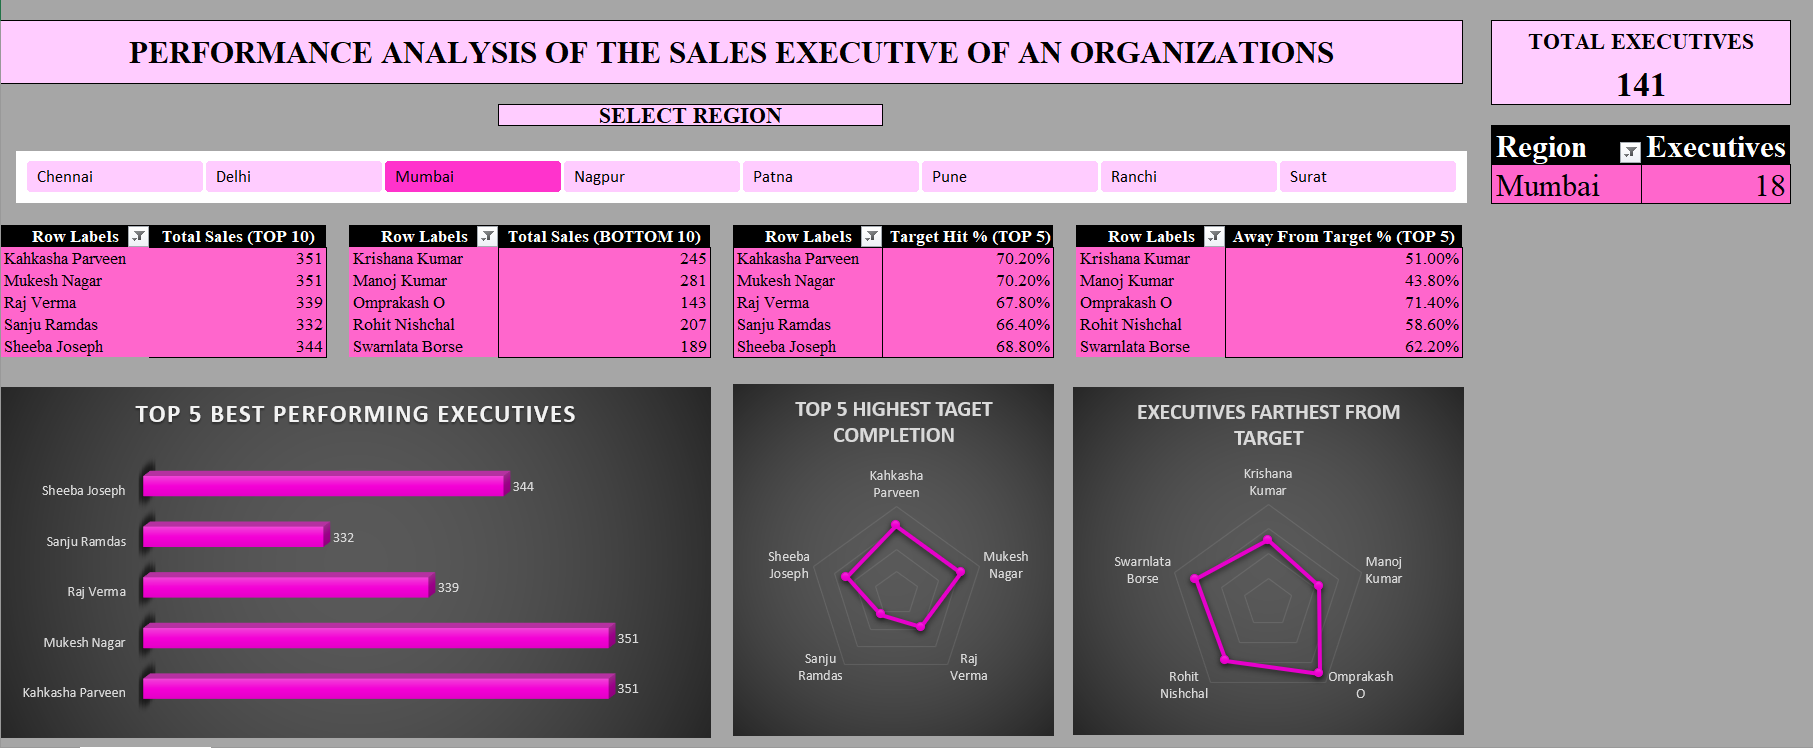 PERFORMANCE ANALYSIS OF THE SALES EXECUTIVE OF AN ORGANIZATIONS
TOTAL EXECUTIVES
141
SELECT REGION
Region Executives
Mumbai 18
Chennai Delhi Mumbai Nagpur Patna Pune Ranchi Surat
Row Labels Total Sales (TOP 10)
Kahkasha Parveen 351
Mukesh Nagar 351
Raj Verma 339
Sanju Ramdas 332
Sheeba Joseph 344
Row Labels Total Sales (BOTTOM 10)
Krishana Kumar 245
Manoj Kumar 281
Omprakash O 143
Rohit Nishchal 207
Swarnlata Borse 189
Row Labels Target Hit % (TOP 5)
Kahkasha Parveen 70.20%
Mukesh Nagar 70.20%
Raj Verma 67.80%
Sanju Ramdas 66.40%
Sheeba Joseph 68.80%
Row Labels Away From Target % (TOP 5)
Krishana Kumar 51.00%
Manoj Kumar 43.80%
Omprakash O 71.40%
Rohit Nishchal 58.60%
Swarnlata Borse 62.20%
TOP 5 BEST PERFORMING EXECUTIVES
Sheeba Joseph 344
Sanju Ramdas 332
Raj Verma 339
Mukesh Nagar 351
Kahkasha Parveen 351
TOP 5 HIGHEST TAGET
COMPLETION
Kahkasha
Parveen
Mukesh
Nagar
Raj
Verma
Sanju
Ramdas
Sheeba
Joseph
EXECUTIVES FARTHEST FROM
TARGET
Krishana
Kumar
Manoj
Kumar
Omprakash
O
Rohit
Nishchal
Swarnlata
Borse